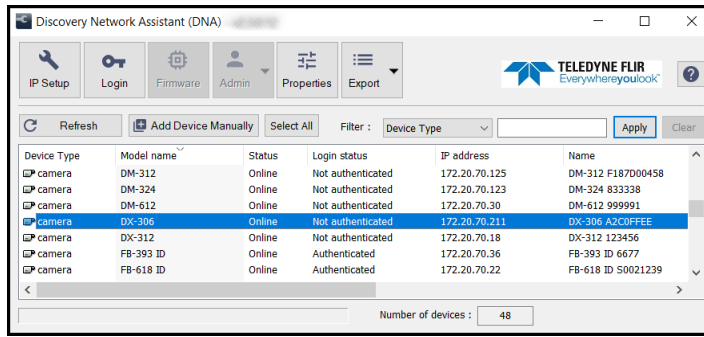 Discovery Network Assistant (DNA)
IP Setup Login Firmware Admin Properties Export
TELEDYNE FLIR
Everywhereyoulook™
Refresh Add Device Manually Select All Filter : Device Type Apply Clear
Device Type Model name Status Login status IP address Name
camera DM-312 Online Not authenticated 172.20.70.125 DM-312 F187D00458
camera DM-324 Online Not authenticated 172.20.70.123 DM-324 833338
camera DM-612 Online Not authenticated 172.20.70.30 DM-612 999991
camera DX-306 Online Not authenticated 172.20.70.211 DX-306 A2C0FFEE
camera DX-312 Online Not authenticated 172.20.70.18 DX-312 123456
camera FB-393 ID Online Authenticated 172.20.70.36 FB-393 ID 6677
camera FB-618 ID Online Authenticated 172.20.70.22 FB-618 ID S0021239
Number of devices : 48